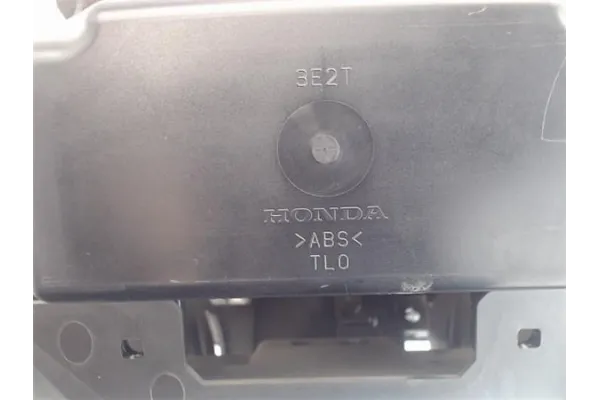 3E2T
HONDA
>ABS<
TL0